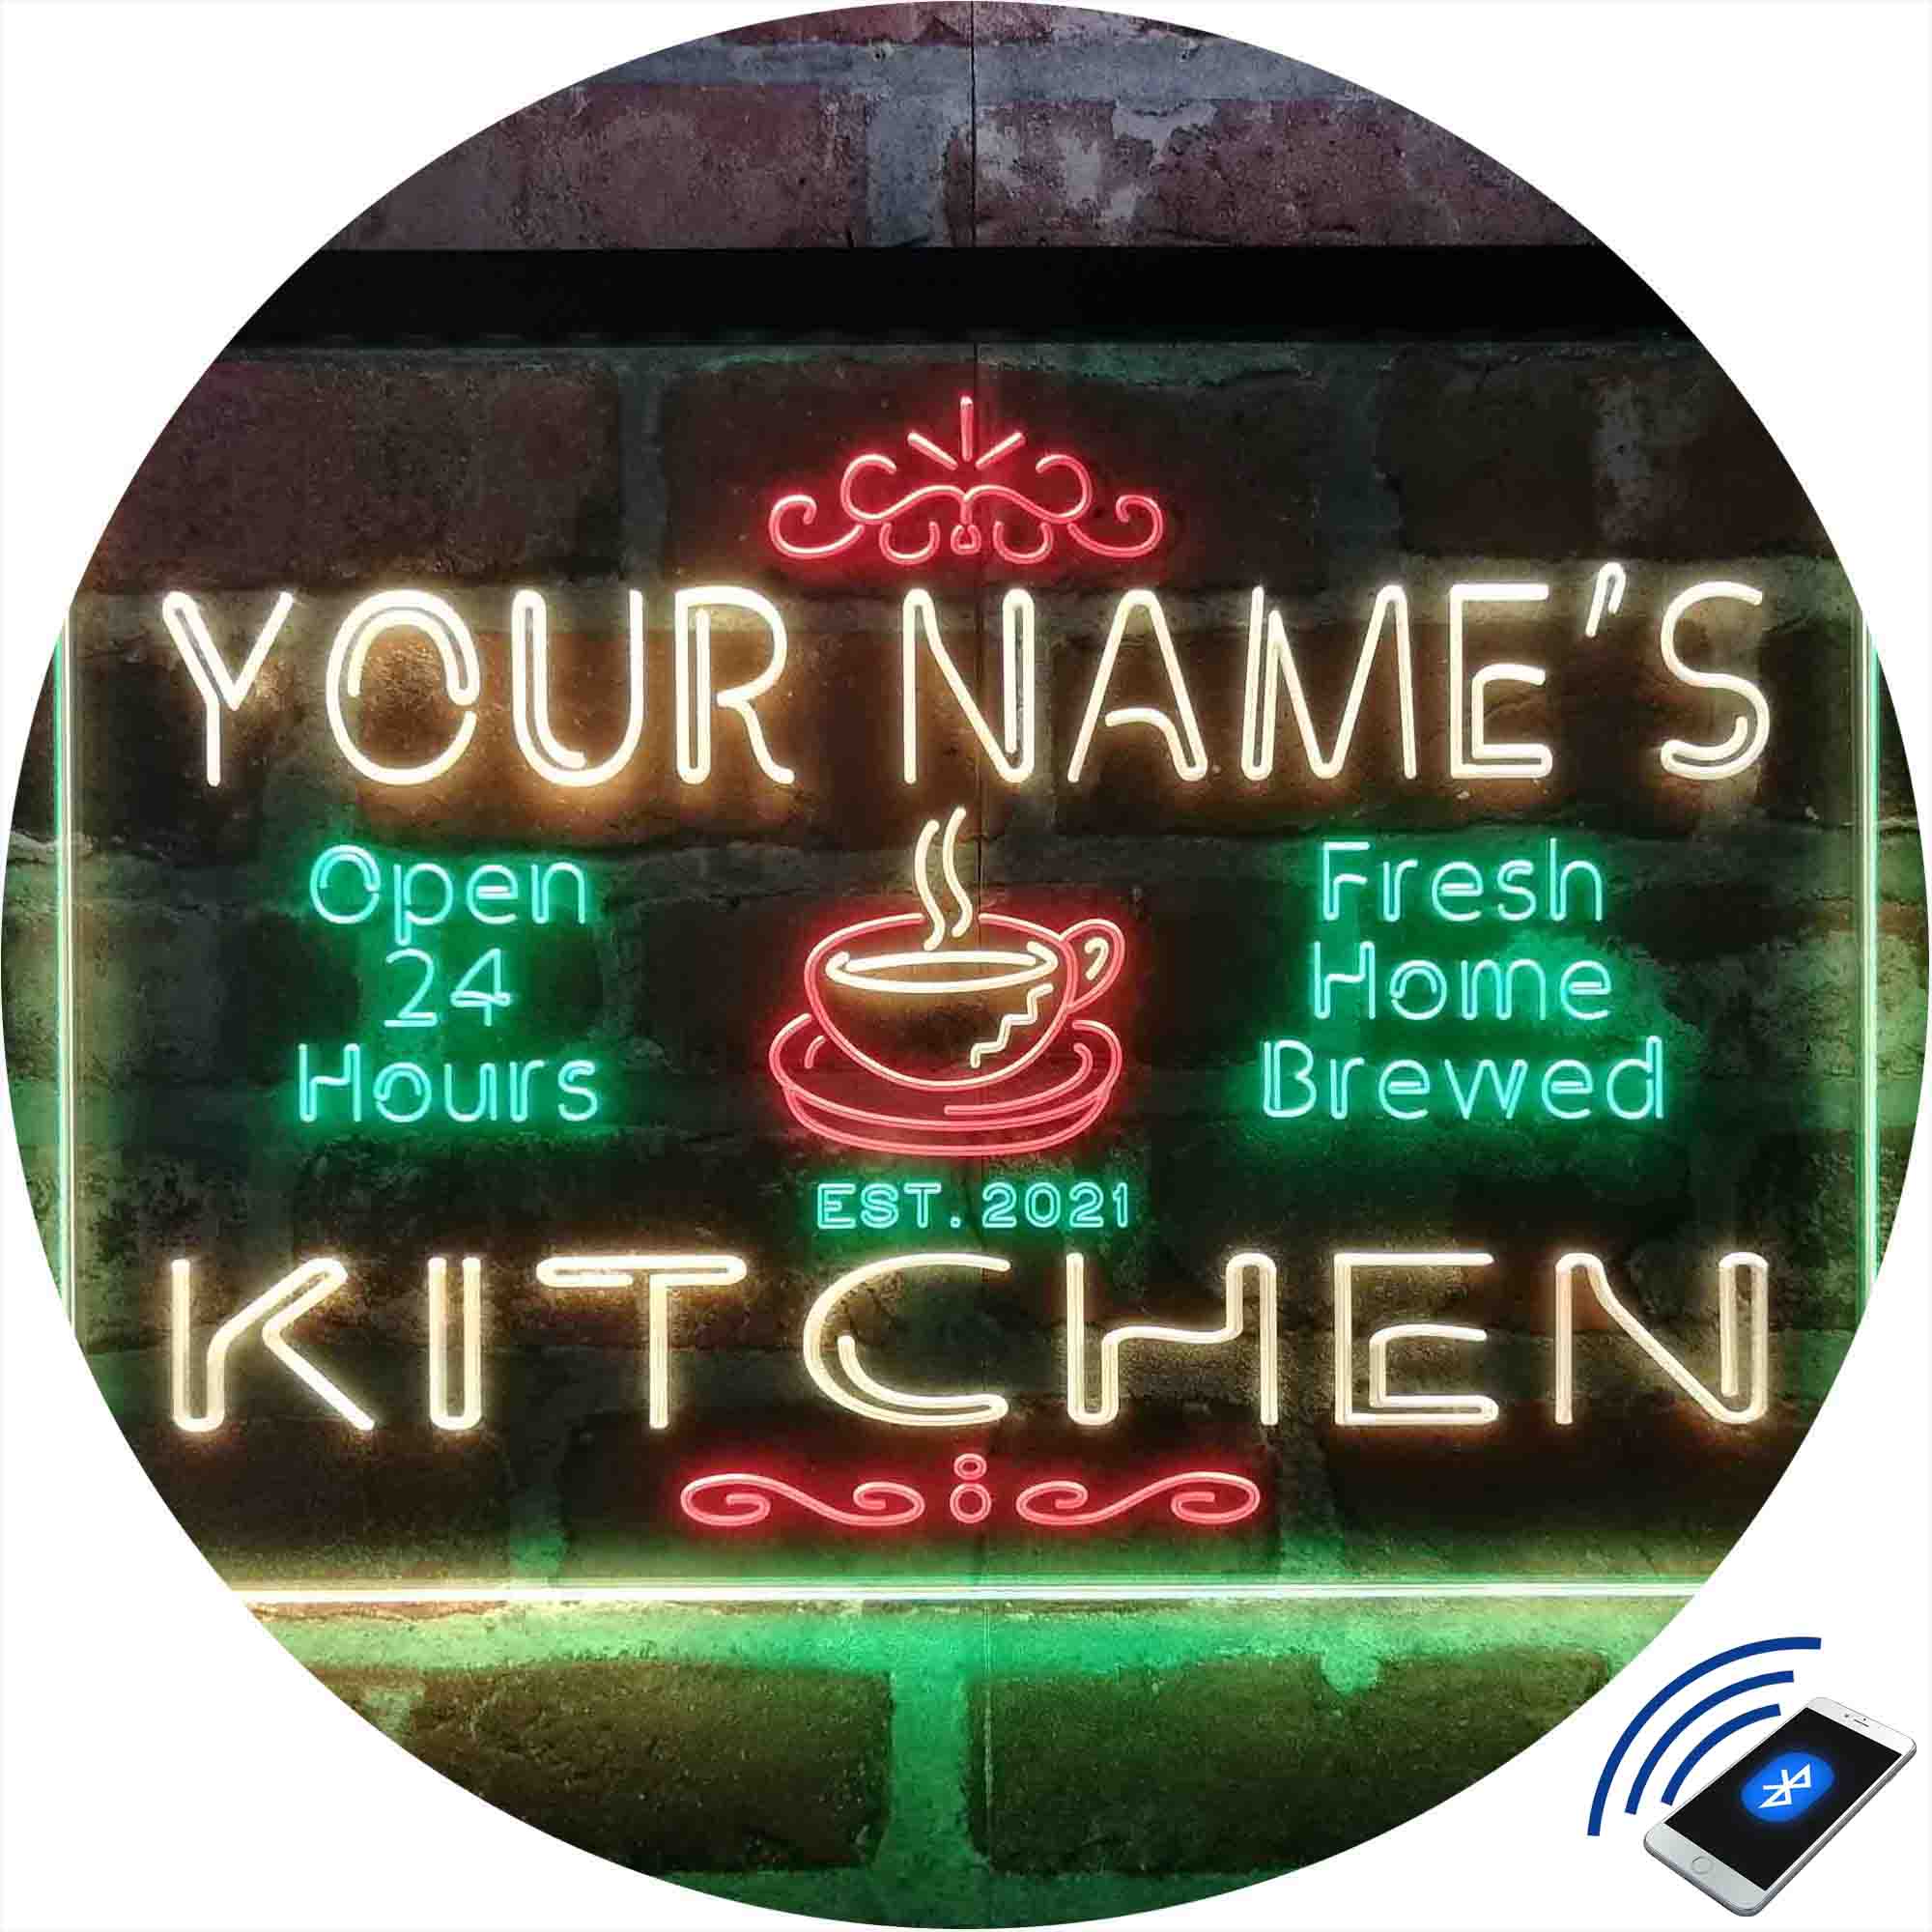 YOUR NAME'S
Open
24
Hours
Fresh
Home
Brewed
EST. 2021
KITCHEN